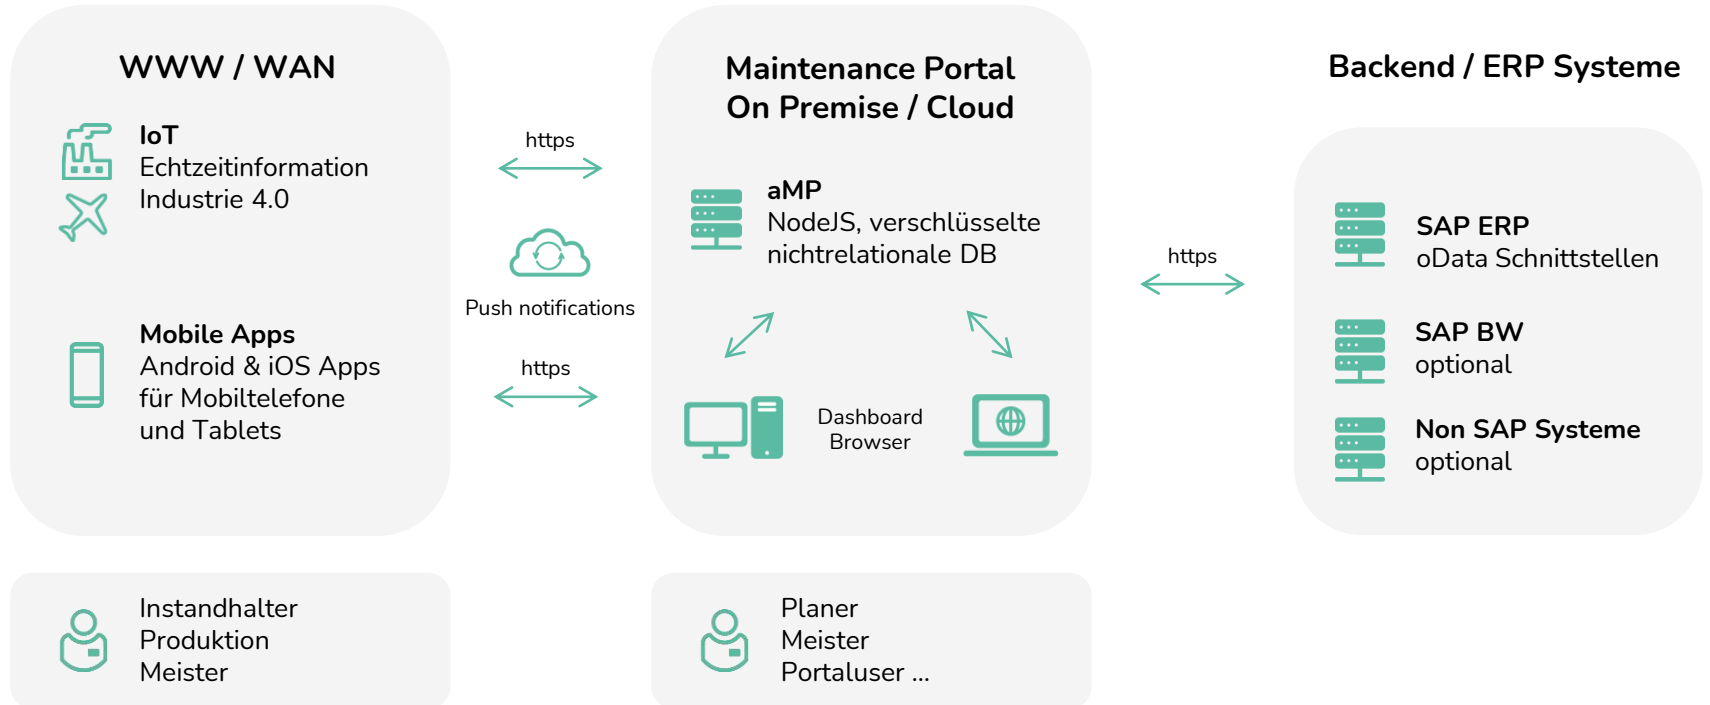 WWW / WAN
IoT
Echtzeitinformation
Industrie 4.0
Mobile Apps
Android & iOS Apps
für Mobiltelefone
und Tablets
https
Push notifications
https
Maintenance Portal
On Premise / Cloud
aMP
NodeJS, verschlüsselte
nichtrelationale DB
Dashboard
Browser
https
Backend / ERP Systeme
SAP ERP
oData Schnittstellen
SAP BW
optional
Non SAP Systeme
optional
Instandhalter
Produktion
Meister
Planer
Meister
Portaluser ...